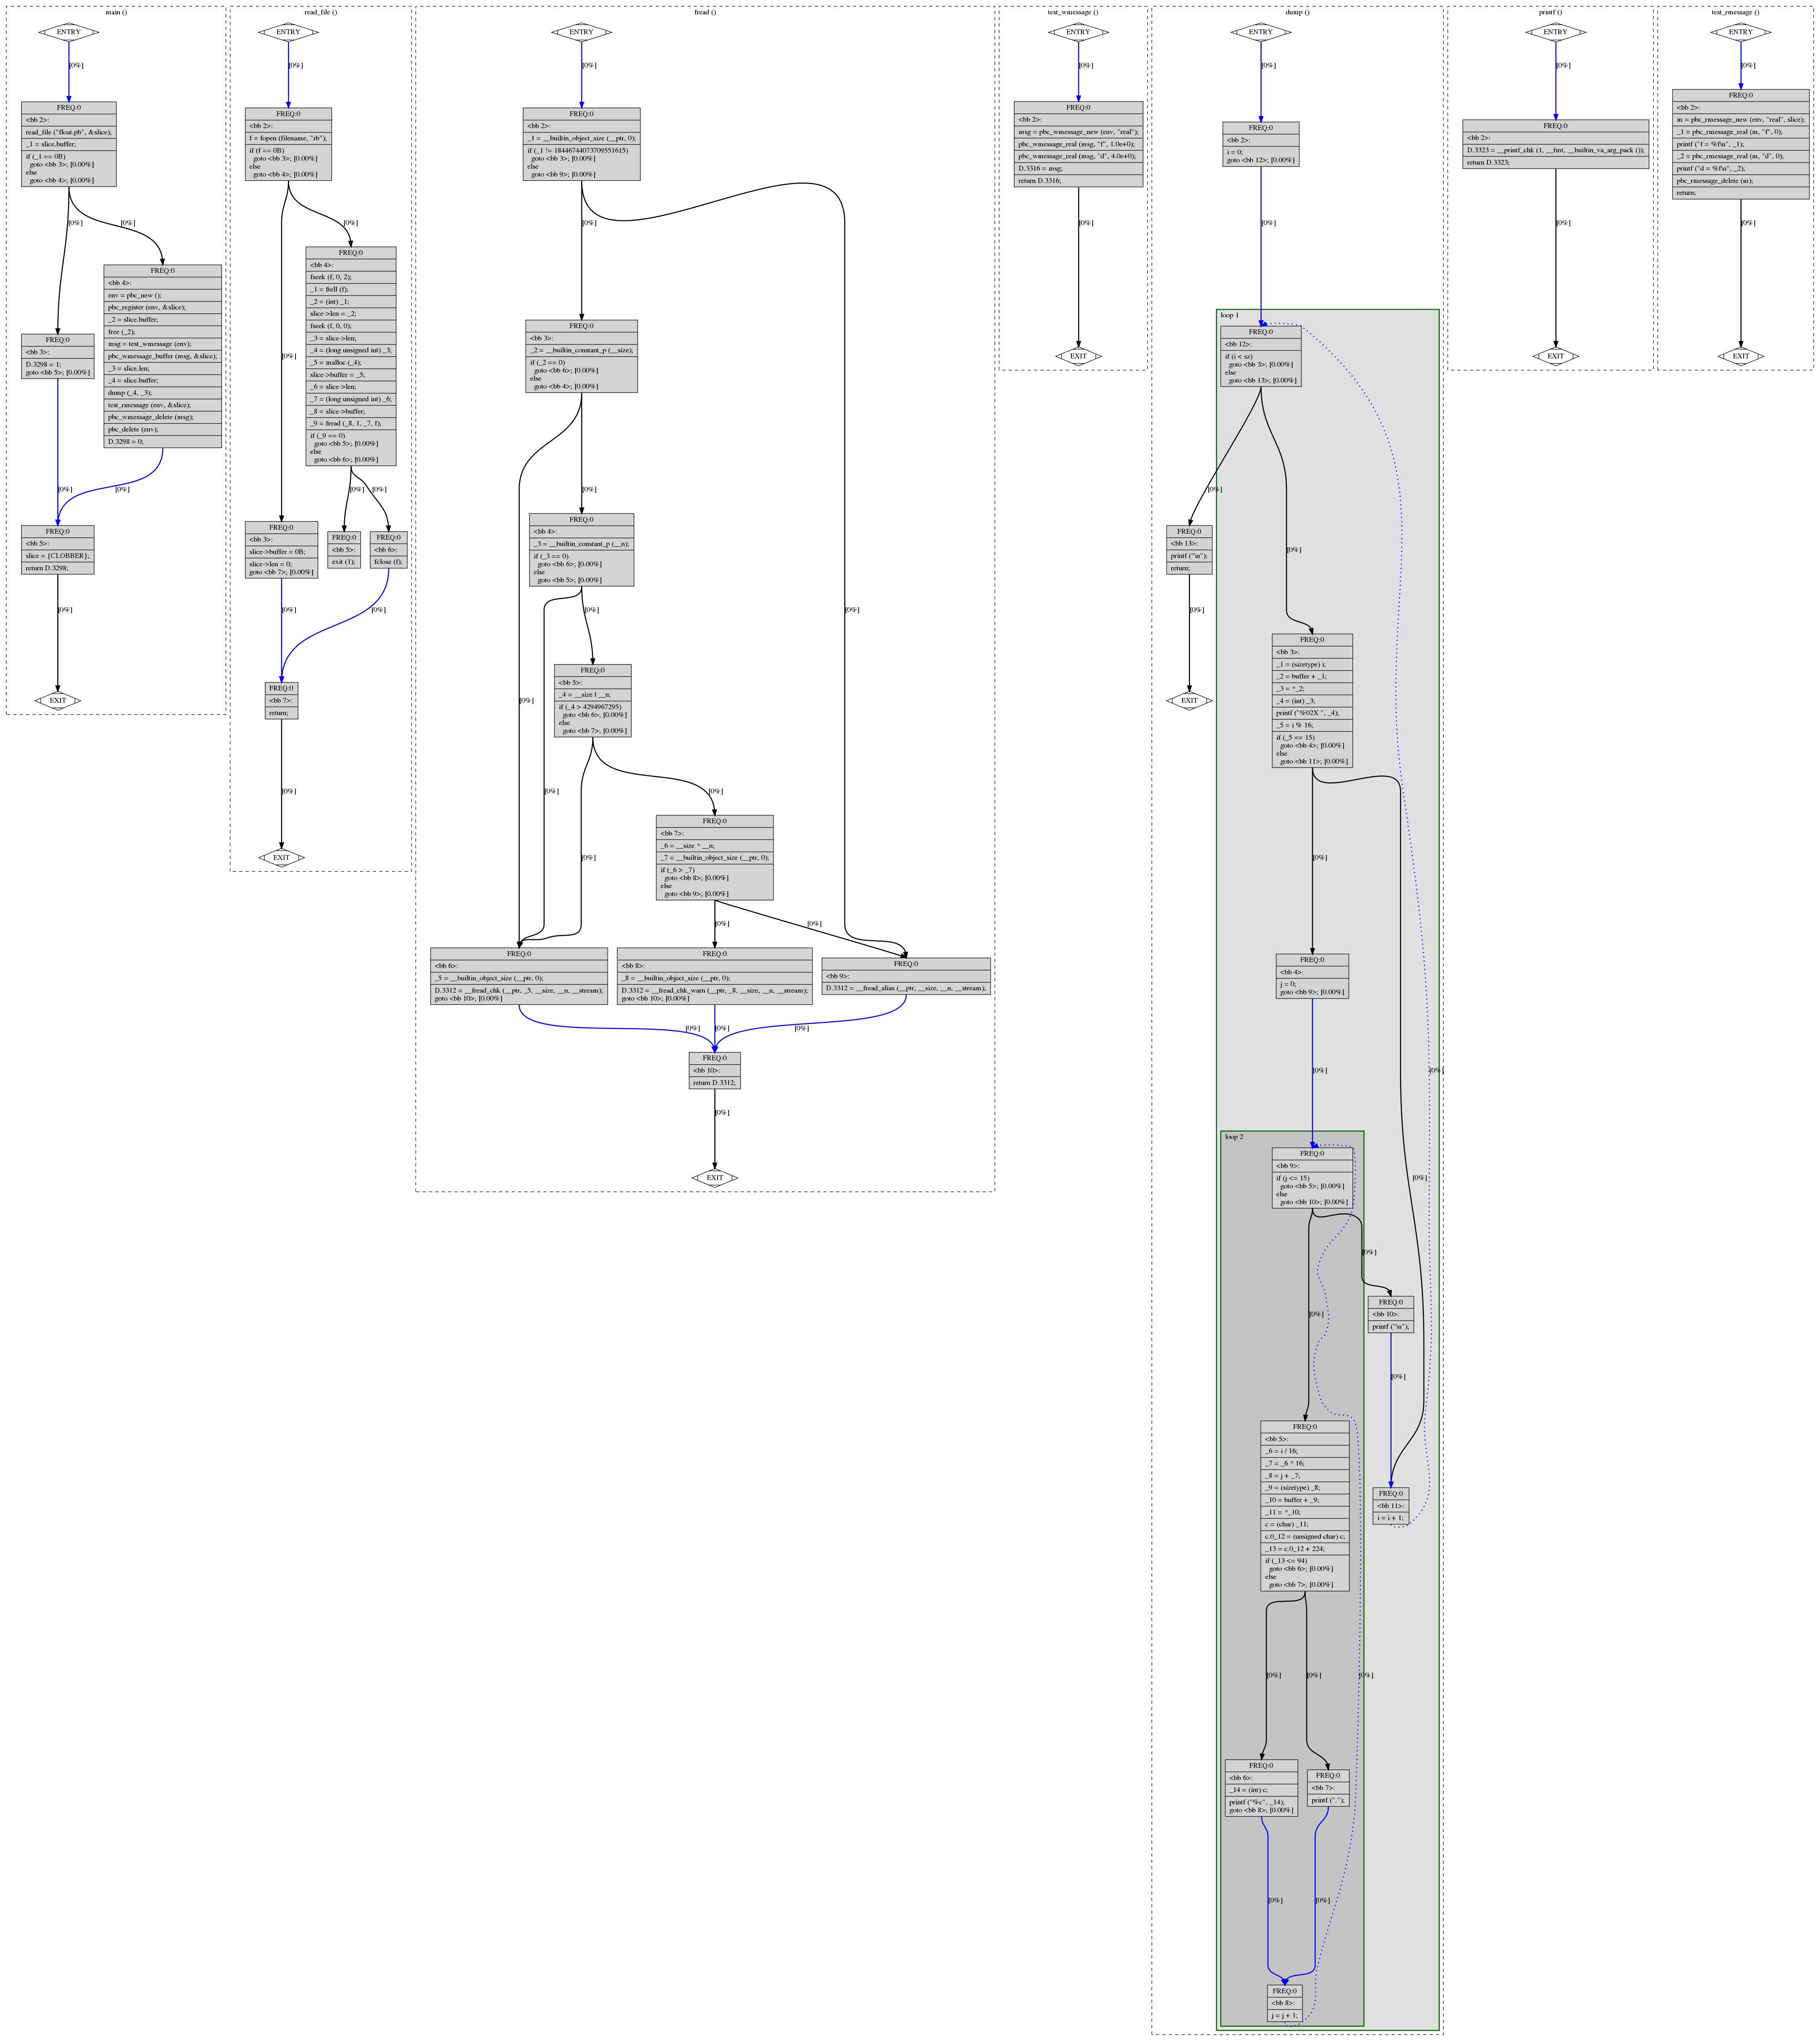 main ()
ENTRY
[0%]
FREQ:0
<bb 2>:
read_file ("float.pb", &slice);
_1 = slice.buffer;
if (_1 == 0B)
goto <bb 3>; [0.00%]
else
goto <bb 4>; [0.00%]
[0%]
[0%]
FREQ:0
<bb 4>:
env = pbc_new ();
pbc_register (env, &slice);
_2 = slice.buffer;
free (_2);
msg = test_wmessage (env);
pbc_wmessage_buffer (msg, &slice);
_3 = slice.len;
_4 = slice.buffer;
dump (_4, _3);
test_rmessage (env, &slice);
pbc_wmessage_delete (msg);
pbc_delete (env);
D.3298 = 0;
FREQ:0
<bb 3>:
D.3298 = 1;
goto <bb 5>; [0.00%]
[0%]
[0%]
FREQ:0
<bb 5>:
slice = {CLOBBER};
return D.3298;
[0%]
EXIT
read_file ()
ENTRY
[0%]
FREQ:0
<bb 2>:
f = fopen (filename, "rb");
if (f == 0B)
goto <bb 3>; [0.00%]
else
goto <bb 4>; [0.00%]
[0%]
[0%]
FREQ:0
<bb 4>:
fseek (f, 0, 2);
_1 = ftell (f);
_2 = (int) _1;
slice->len = _2;
fseek (f, 0, 0);
_3 = slice->len;
_4 = (long unsigned int) _3;
_5 = malloc (_4);
slice->buffer = _5;
_6 = slice->len;
_7 = (long unsigned int) _6;
_8 = slice->buffer;
_9 = fread (_8, 1, _7, f);
if (_9 == 0)
goto <bb 5>; [0.00%]
else
goto <bb 6>; [0.00%]
[0%]
[0%]
FREQ:0
<bb 3>:
slice->buffer = 0B;
slice->len = 0;
goto <bb 7>; [0.00%]
FREQ:0
<bb 5>:
exit (1);
FREQ:0
<bb 6>:
fclose (f);
[0%]
[0%]
FREQ:0
<bb 7>:
return;
[0%]
EXIT
fread ()
ENTRY
[0%]
FREQ:0
<bb 2>:
_1 = __builtin_object_size (__ptr, 0);
if (_1 != 18446744073709551615)
goto <bb 3>; [0.00%]
else
goto <bb 9>; [0.00%]
[0%]
[0%]
FREQ:0
<bb 3>:
_2 = __builtin_constant_p (__size);
if (_2 == 0)
goto <bb 6>; [0.00%]
else
goto <bb 4>; [0.00%]
[0%]
[0%]
FREQ:0
<bb 4>:
_3 = __builtin_constant_p (__n);
if (_3 == 0)
goto <bb 6>; [0.00%]
else
goto <bb 5>; [0.00%]
[0%]
[0%]
FREQ:0
<bb 5>:
_4 = __size | __n;
if (_4 > 4294967295)
goto <bb 6>; [0.00%]
else
goto <bb 7>; [0.00%]
[0%]
[0%]
FREQ:0
<bb 7>:
_6 = __size * __n;
_7 = __builtin_object_size (__ptr, 0);
if (_6 > _7)
goto <bb 8>; [0.00%]
else
goto <bb 9>; [0.00%]
[0%]
[0%]
FREQ:0
<bb 6>:
_5 = __builtin_object_size (__ptr, 0);
D.3312 = __fread_chk (__ptr, _5, __size, __n, __stream);
goto <bb 10>; [0.00%]
FREQ:0
<bb 8>:
_8 = __builtin_object_size (__ptr, 0);
D.3312 = __fread_chk_warn (__ptr, _8, __size, __n, __stream);
goto <bb 10>; [0.00%]
FREQ:0
<bb 9>:
D.3312 = __fread_alias (__ptr, __size, __n, __stream);
[0%]
[0%]
[0%]
FREQ:0
<bb 10>:
return D.3312;
[0%]
EXIT
test_wmessage ()
ENTRY
[0%]
FREQ:0
<bb 2>:
msg = pbc_wmessage_new (env, "real");
pbc_wmessage_real (msg, "f", 1.0e+0);
pbc_wmessage_real (msg, "d", 4.0e+0);
D.3316 = msg;
return D.3316;
[0%]
EXIT
dump ()
ENTRY
[0%]
FREQ:0
<bb 2>:
i = 0;
goto <bb 12>; [0.00%]
[0%]
loop 1
FREQ:0
<bb 12>:
if (i < sz)
goto <bb 3>; [0.00%]
else
goto <bb 13>; [0.00%]
[0%]
[0%]
FREQ:0
<bb 13>:
printf ("\n");
return;
[0%]
EXIT
FREQ:0
<bb 3>:
_1 = (sizetype) i;
_2 = buffer + _1;
_3 = *_2;
_4 = (int) _3;
printf ("%02X ", _4);
_5 = i % 16;
if (_5 == 15)
goto <bb 4>; [0.00%]
else
goto <bb 11>; [0.00%]
[0%]
[0%]
FREQ:0
<bb 4>:
j = 0;
goto <bb 9>; [0.00%]
[0%]
[0%]
loop 2
FREQ:0
<bb 9>:
if (j <= 15)
goto <bb 5>; [0.00%]
else
goto <bb 10>; [0.00%]
[0%]
[0%]
FREQ:0
<bb 10>:
printf ("\n");
[0%]
FREQ:0
<bb 11>:
i = i + 1;
FREQ:0
<bb 5>:
_6 = i / 16;
_7 = _6 * 16;
_8 = j + _7;
_9 = (sizetype) _8;
_10 = buffer + _9;
_11 = *_10;
c = (char) _11;
c.0_12 = (unsigned char) c;
_13 = c.0_12 + 224;
if (_13 <= 94)
goto <bb 6>; [0.00%]
else
goto <bb 7>; [0.00%]
[0%]
[0%]
[0%]
FREQ:0
<bb 6>:
_14 = (int) c;
printf ("%c", _14);
goto <bb 8>; [0.00%]
FREQ:0
<bb 7>:
printf (".");
[0%]
[0%]
FREQ:0
<bb 8>:
j = j + 1;
printf ()
ENTRY
[0%]
FREQ:0
<bb 2>:
D.3323 = __printf_chk (1, __fmt, __builtin_va_arg_pack ());
return D.3323;
[0%]
EXIT
test_rmessage ()
ENTRY
[0%]
FREQ:0
<bb 2>:
m = pbc_rmessage_new (env, "real", slice);
_1 = pbc_rmessage_real (m, "f", 0);
printf ("f = %f\n", _1);
_2 = pbc_rmessage_real (m, "d", 0);
printf ("d = %f\n", _2);
pbc_rmessage_delete (m);
return;
[0%]
EXIT